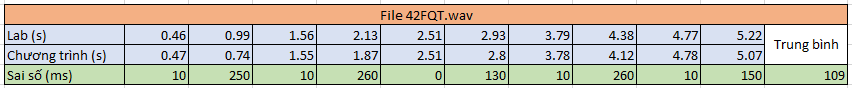 File 42FQT.wav
Lab (s) 0.46 0.99 1.56 2.13 2.51 2.93 3.79 4.38 4.77 5.22 Trung bình
Chương trình (s) 0.47 0.74 1.55 1.87 2.51 2.8 3.78 4.12 4.78 5.07
Sai số (ms) 10 250 10 260 0 130 10 260 10 150 109